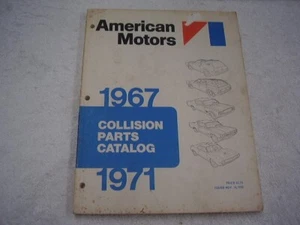 American
Motors
1967
COLLISION
PARTS
CATALOG
1971